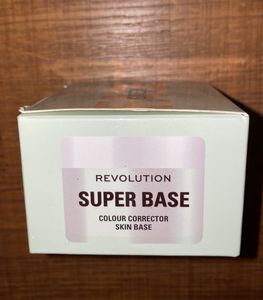 REVOLUTION
SUPER BASE
COLOUR CORRECTOR
SKIN BASE